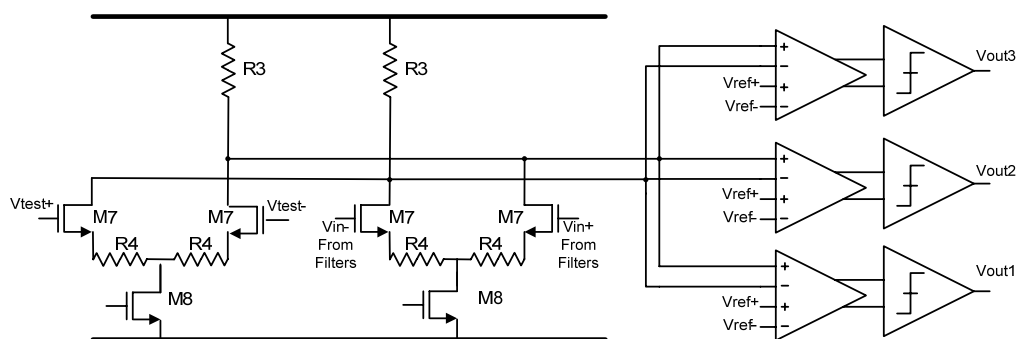 R3
R3
Vtest+
M7
M7
Vtest-
R4
R4
M8
Vin-
From
Filters
M7
M7
Vin+
From
Filters
R4
R4
M8
+
−
Vref+
+
Vref-
−
Vout3
+
−
Vref+
+
Vref-
−
Vout2
+
−
Vref+
+
Vref-
−
Vout1